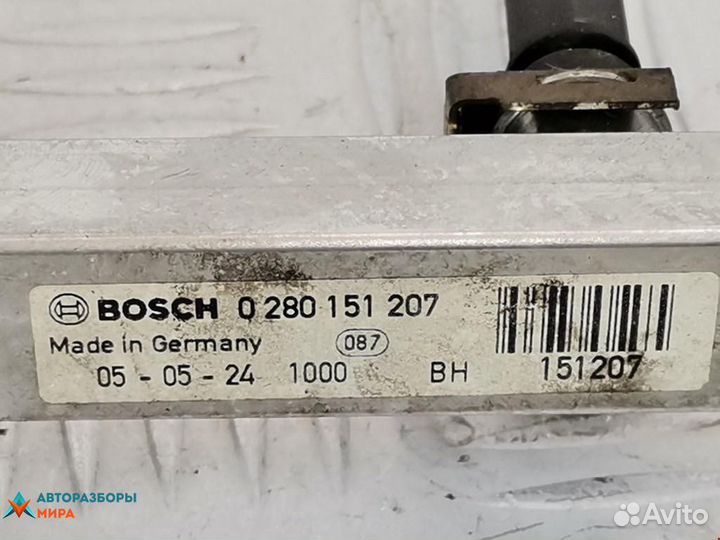 BOSCH 0 280 151 207
Made in Germany 087
05 - 05 - 24 1000 BH 151207
АВТОРАЗБОРЫ
МИРА
Avito